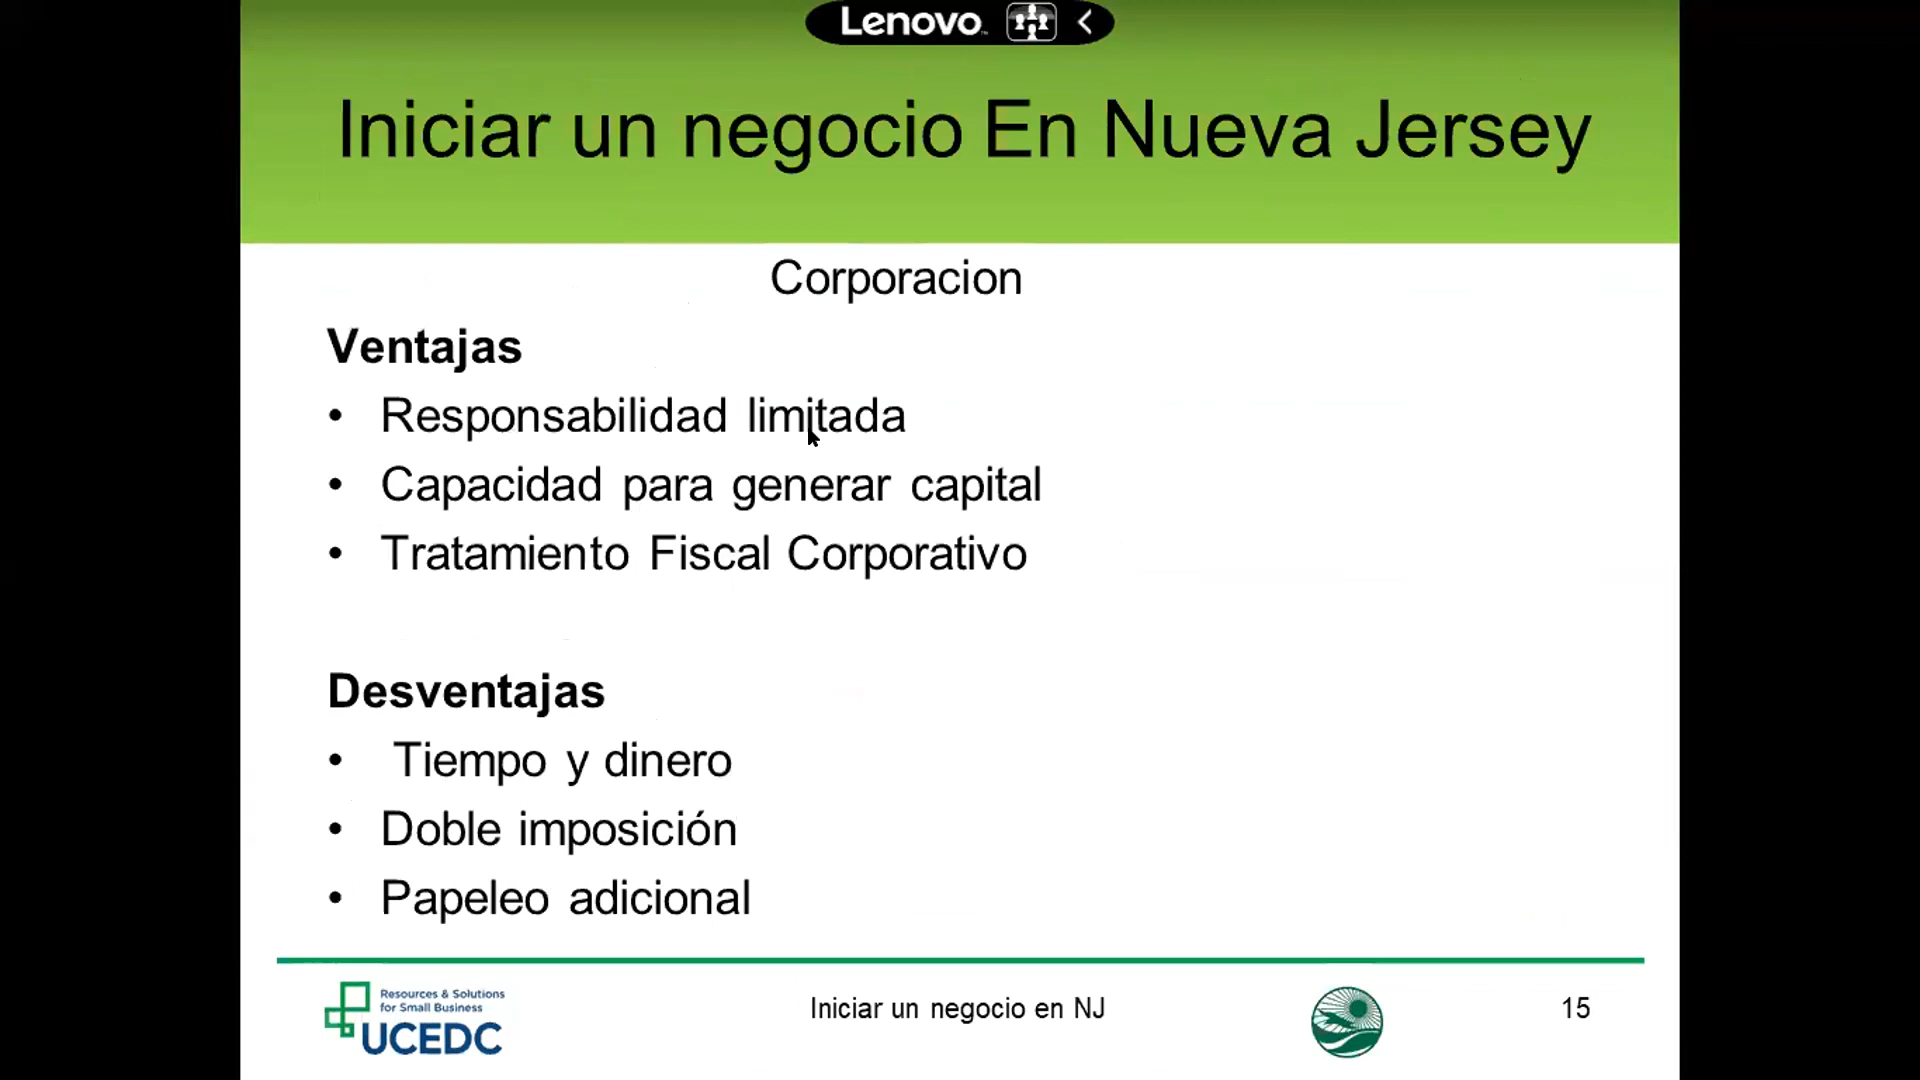 Lenovo
Iniciar un negocio En Nueva Jersey
Corporacion
Ventajas
• Responsabilidad limitada
• Capacidad para generar capital
• Tratamiento Fiscal Corporativo
Desventajas
• Tiempo y dinero
• Doble imposición
• Papeleo adicional
Resources & Solutions
for Small Business
UCEDC
Iniciar un negocio en NJ
15